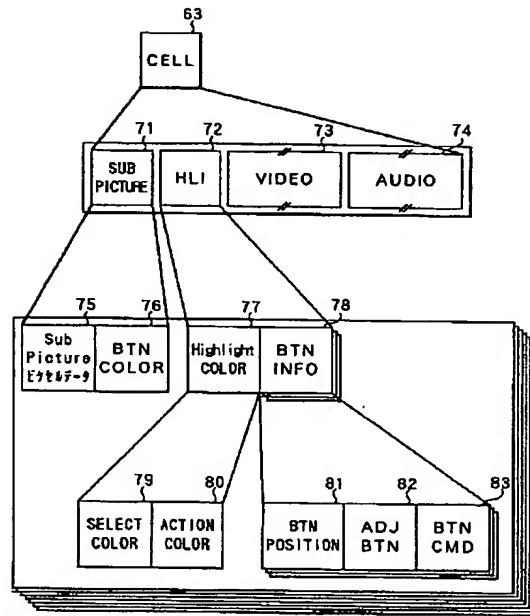 63
CELL
71
72
73
74
SUB
PICTURE
HLI
VIDEO
AUDIO
75
76
77
78
Sub
Picture
ピクセルデータ
BTN
COLOR
Highlight
COLOR
BTN
INFO
79
80
81
82
83
SELECT
COLOR
ACTION
COLOR
BTN
POSITION
ADJ
BTN
BTN
CMD